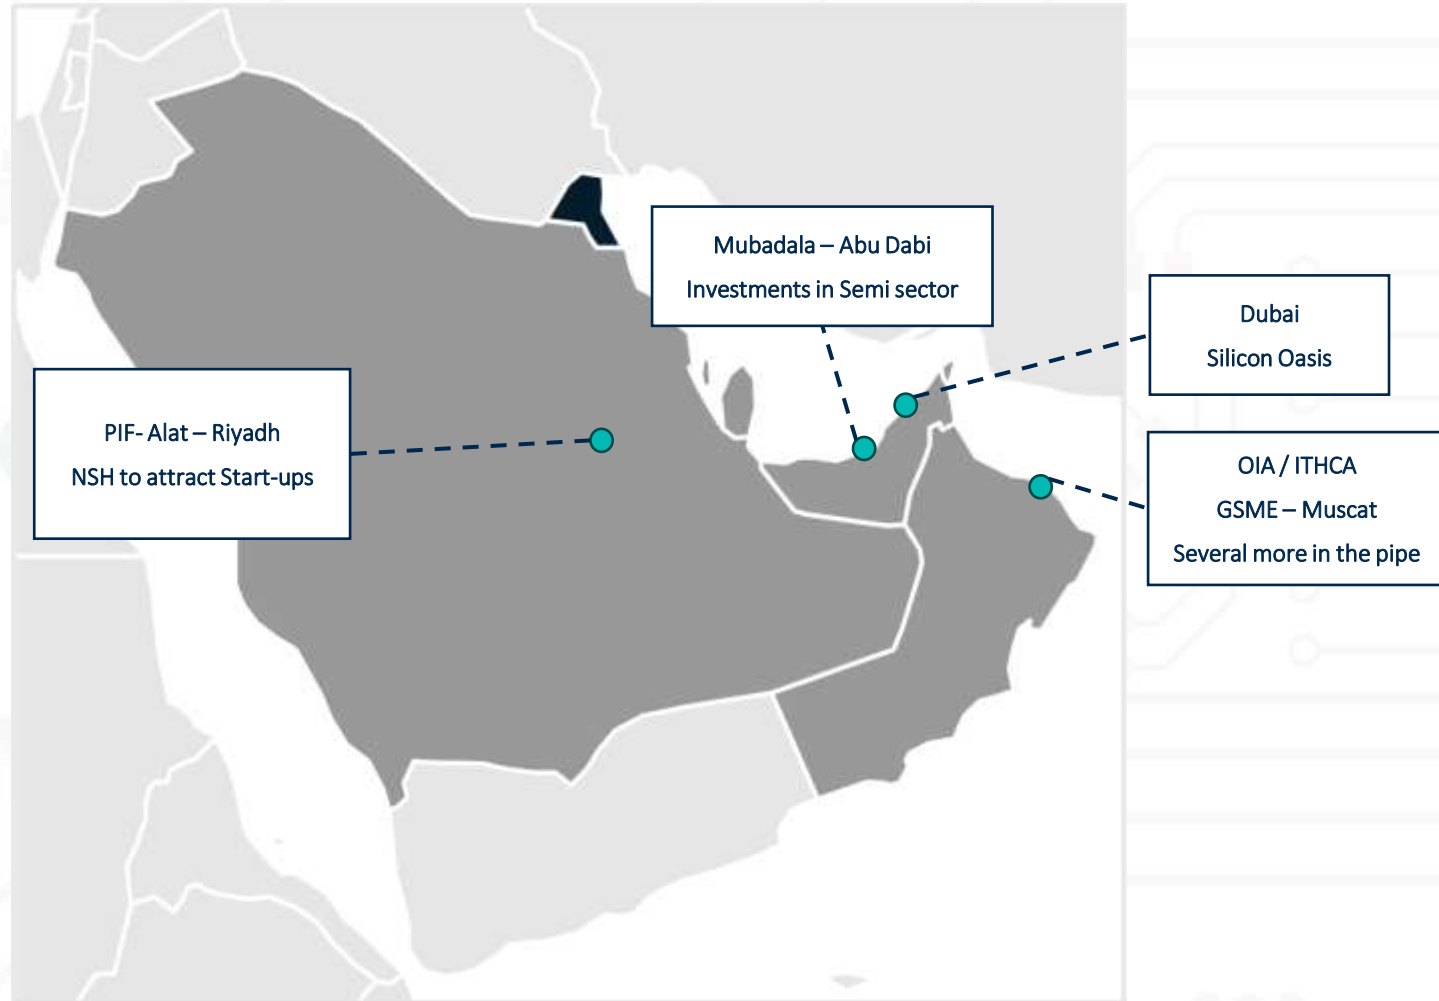 Mubadala – Abu Dabi
Investments in Semi sector
Dubai
Silicon Oasis
PIF- Alat – Riyadh
NSH to attract Start-ups
OIA / ITHCA
GSME – Muscat
Several more in the pipe